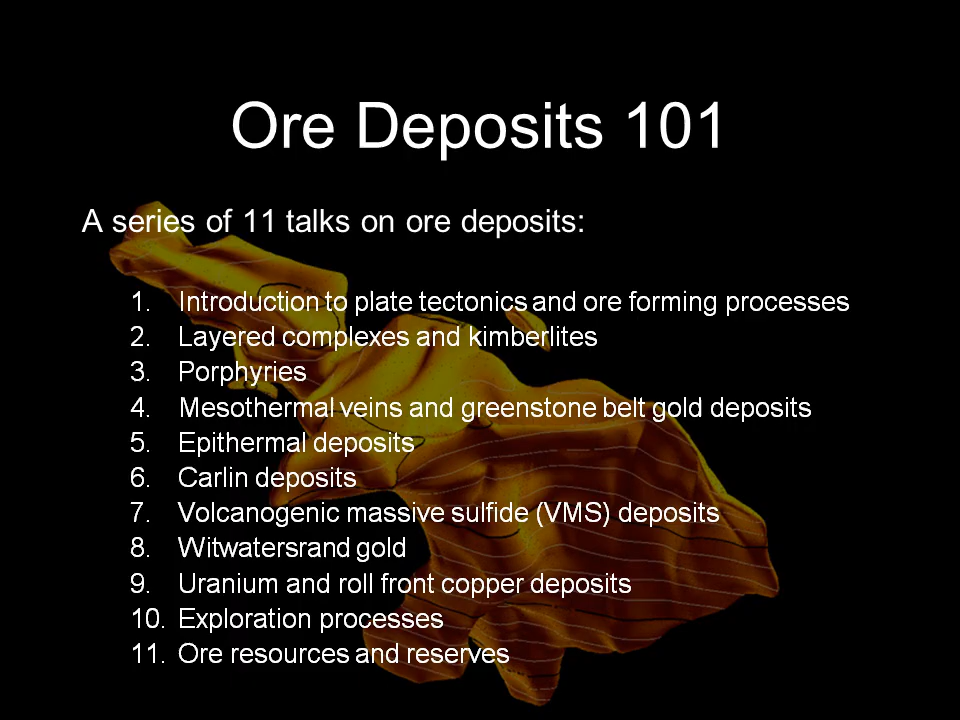 Ore Deposits 101
A series of 11 talks on ore deposits:
1. Introduction to plate tectonics and ore forming processes
2. Layered complexes and kimberlites
3. Porphyries
4. Mesothermal veins and greenstone belt gold deposits
5. Epithermal deposits
6. Carlin deposits
7. Volcanogenic massive sulfide (VMS) deposits
8. Witwatersrand gold
9. Uranium and roll front copper deposits
10. Exploration processes
11. Ore resources and reserves